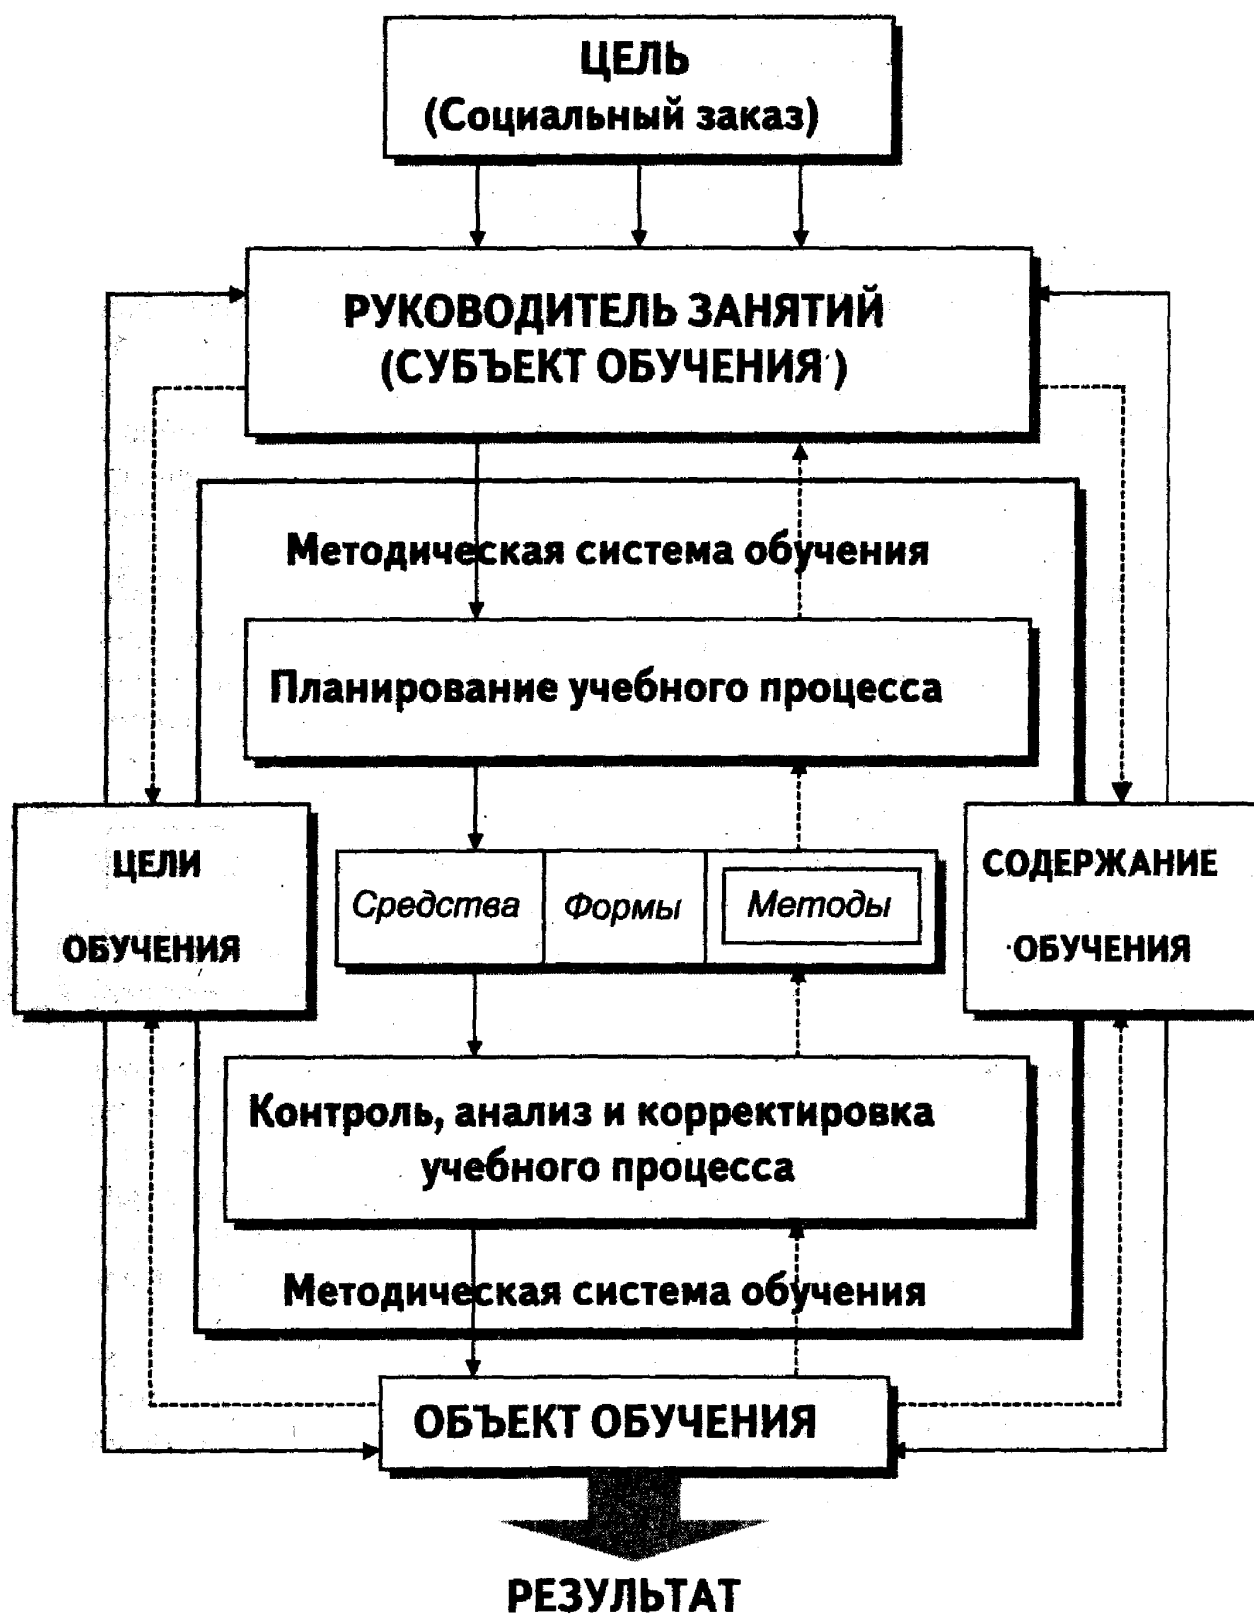 ЦЕЛЬ
(Социальный заказ)
РУКОВОДИТЕЛЬ ЗАНЯТИЙ
(СУБЪЕКТ ОБУЧЕНИЯ)
Методическая система обучения
Планирование учебного процесса
ЦЕЛИ
ОБУЧЕНИЯ
Средства
Формы
Методы
СОДЕРЖАНИЕ
ОБУЧЕНИЯ
Контроль, анализ и корректировка
учебного процесса
Методическая система обучения
ОБЪЕКТ ОБУЧЕНИЯ
РЕЗУЛЬТАТ